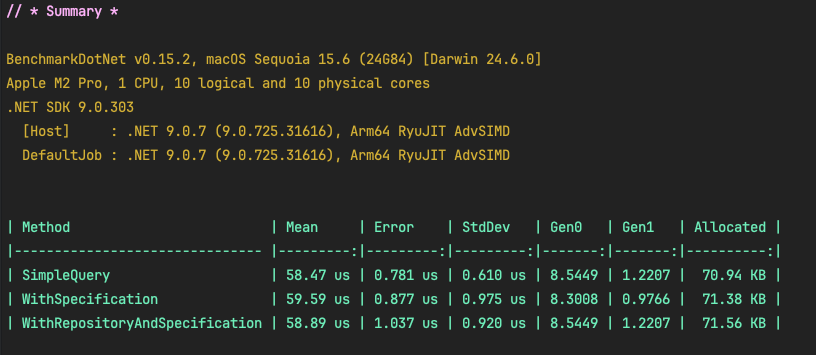 // * Summary *
BenchmarkDotNet v0.15.2, macOS Sequoia 15.6 (24G84) [Darwin 24.6.0]
Apple M2 Pro, 1 CPU, 10 logical and 10 physical cores
.NET SDK 9.0.303
  [Host]     : .NET 9.0.7 (9.0.725.31616), Arm64 RyuJIT AdvSIMD
  DefaultJob : .NET 9.0.7 (9.0.725.31616), Arm64 RyuJIT AdvSIMD
| Method                         | Mean     | Error    | StdDev   | Gen0   | Gen1   | Allocated |
|------------------------------- |---------:|---------:|---------:|-------:|-------:|----------:|
| SimpleQuery                    | 58.47 us | 0.781 us | 0.610 us | 8.5449 | 1.2207 |  70.94 KB |
| WithSpecification              | 59.59 us | 0.877 us | 0.975 us | 8.3008 | 0.9766 |  71.38 KB |
| WithRepositoryAndSpecification | 58.89 us | 1.037 us | 0.920 us | 8.5449 | 1.2207 |  71.56 KB |